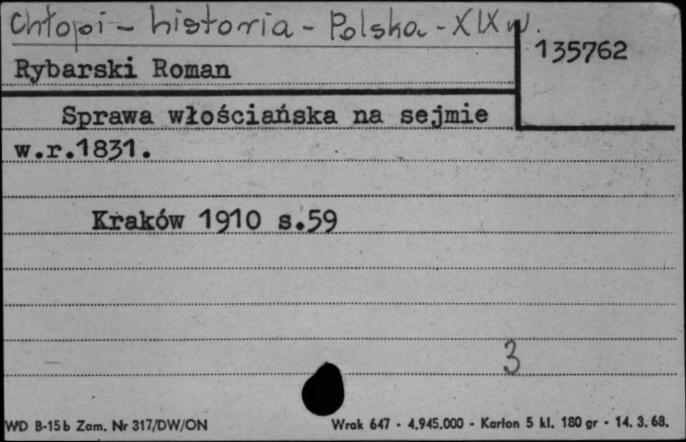 Chłopi - historia - Polska - XIX w.
135762
Rybarski Roman
Sprawa włościańska na sejmie
w.r.1831.
Kraków 1910 s.59
3
WD B-15b Zam. Nr 317/DW/ON
Wrak 647 - 4.945.000 - Karton 5 kl. 180 gr - 14. 3. 68.